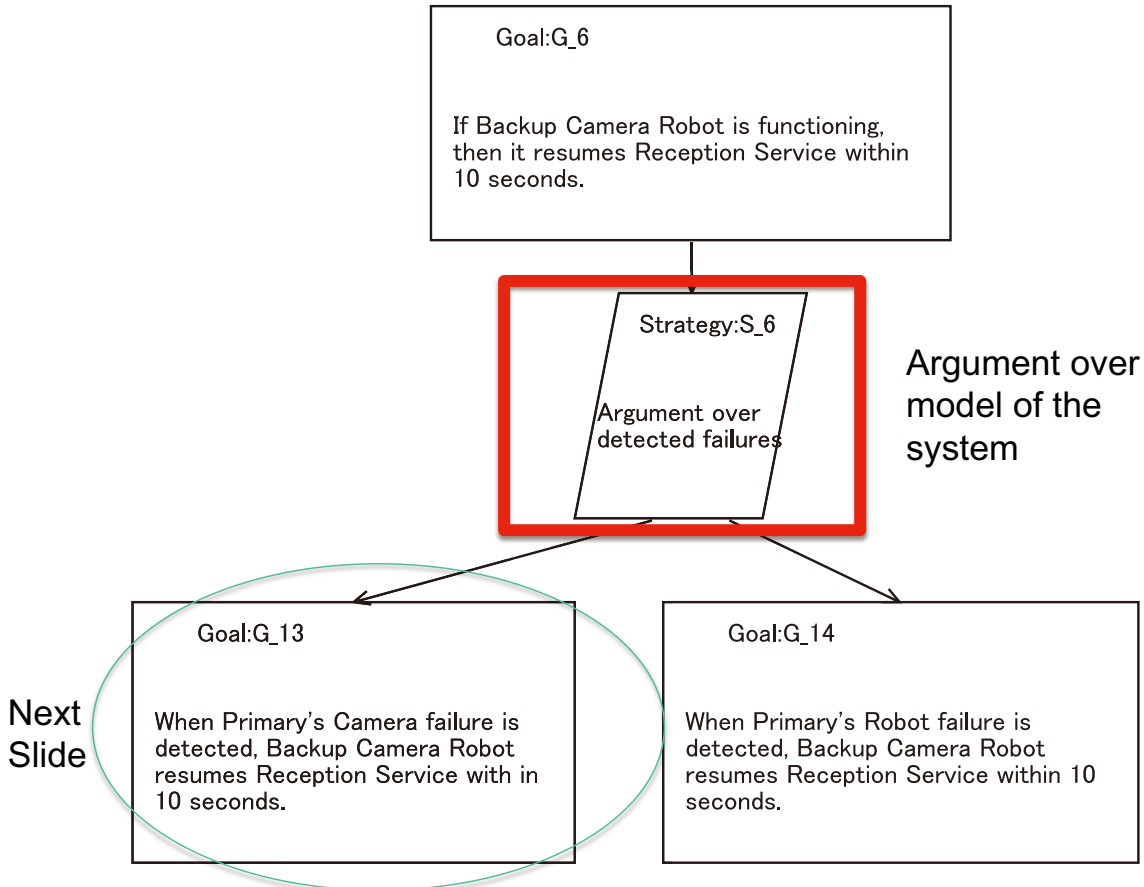 Goal:G_6
If Backup Camera Robot is functioning,
then it resumes Reception Service within
10 seconds.
Strategy:S_6
Argument over
detected failures
Argument over
model of the
system
Goal:G_13
When Primary's Camera failure is
detected, Backup Camera Robot
resumes Reception Service with in
10 seconds.
Goal:G_14
When Primary's Robot failure is
detected, Backup Camera Robot
resumes Reception Service within 10
seconds.
Next
Slide